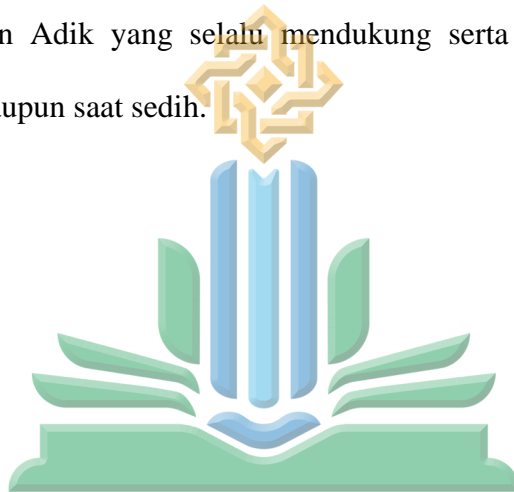 n Adik yang selalu mendukung serta
upun saat sedih.